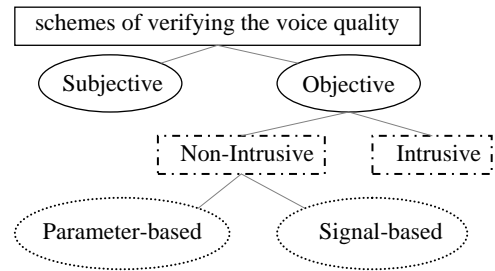 schemes of verifying the voice quality
Subjective
Objective
Non-Intrusive
Intrusive
Parameter-based
Signal-based